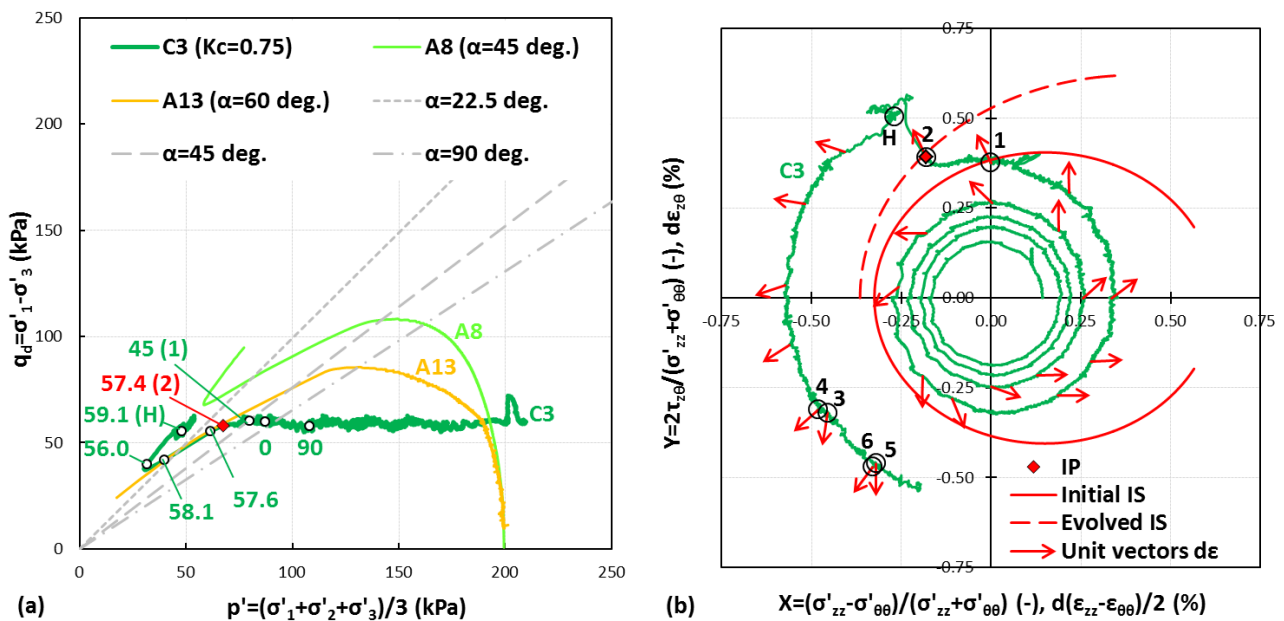 C3 (Kc=0.75)
A8 (α=45 deg.)
A13 (α=60 deg.)
α=22.5 deg.
α=45 deg.
α=90 deg.
250
200
150
100
50
0
q_d=σ'₁-σ'₃ (kPa)
A8
A13
C3
45 (1)
57.4 (2)
59.1 (H)
56.0
58.1
57.6
0
90
0
50
100
150
200
250
(a)
p'=(σ'₁+σ'₂+σ'₃)/3 (kPa)
0.75
0.50
0.25
0.00
-0.25
-0.50
-0.75
-0.75
-0.50
-0.25
0.00
0.25
0.50
0.75
Y=2τ_zθ/(σ'_zz+σ'_θθ) (-), dε_zθ (%)
C3
H
2
1
4
3
6
5
IP
Initial IS
Evolved IS
Unit vectors dε
(b)
X=(σ'_zz-σ'_θθ)/(σ'_zz+σ'_θθ) (-), d(ε_zz-ε_θθ)/2 (%)